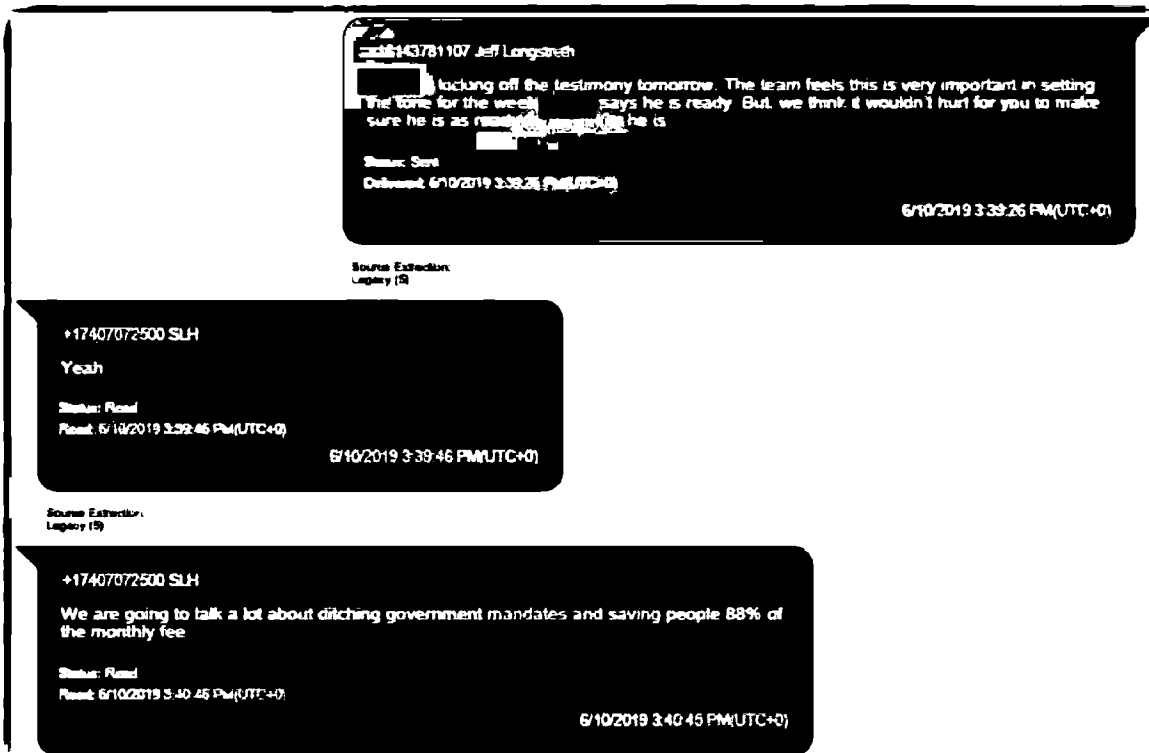 43781107 Jeff Longstreth
kicking off the testimony tomorrow. The team feels this is very important in setting
the tone for the week says he is ready. But, we think it wouldn't hurt for you to make
sure he is as he is
Status: Sent
Delivered: 6/10/2019 3:39:26 PM(UTC+0)
6/10/2019 3:39:26 PM(UTC+0)
Source Extraction:
Legacy (5)
+17407072500 SLH
Yeah
Status: Read
Read: 6/10/2019 3:39:46 PM(UTC+0)
6/10/2019 3:39:46 PM(UTC+0)
Source Extraction:
Legacy (5)
+17407072500 SLH
We are going to talk a lot about ditching government mandates and saving people 88% of
the monthly fee
Status: Read
Read: 6/10/2019 3:40:46 PM(UTC+0)
6/10/2019 3:40:45 PM(UTC+0)